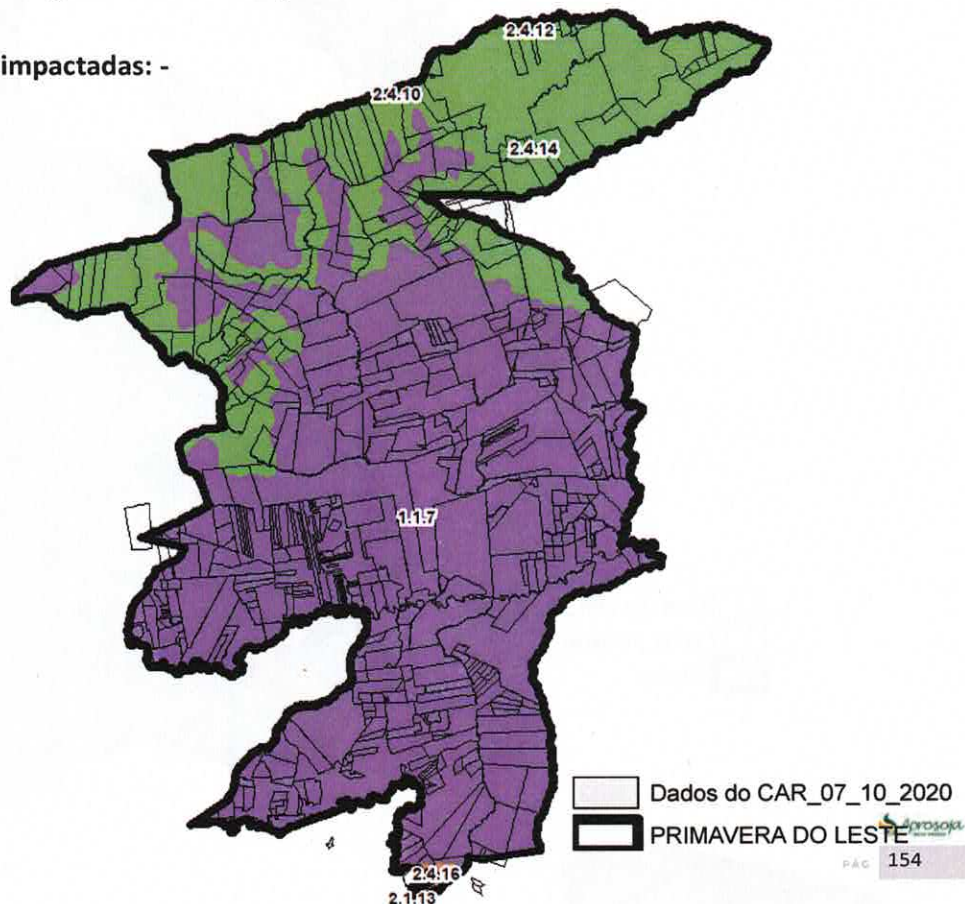 2.4.12
impactadas: -
2.4.10
2.4.14
1.1.7
Dados do CAR_07_10_2020
PRIMAVERA DO LESTE
Aprosoja
PÁG 154
2.4.16
2.1.13